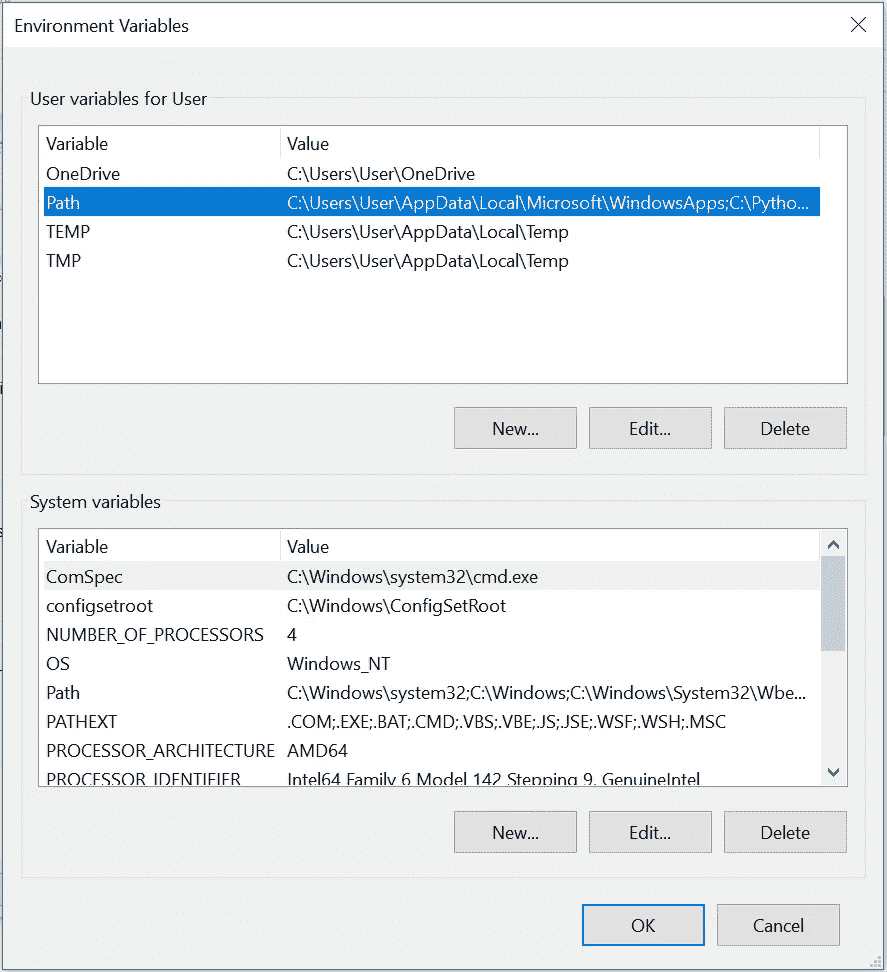 Environment Variables
User variables for User
Variable Value
OneDrive C:\Users\User\OneDrive
Path C:\Users\User\AppData\Local\Microsoft\WindowsApps;C:\Pytho...
TEMP C:\Users\User\AppData\Local\Temp
TMP C:\Users\User\AppData\Local\Temp
New... Edit... Delete
System variables
Variable Value
ComSpec C:\Windows\system32\cmd.exe
configsetroot C:\Windows\ConfigSetRoot
NUMBER_OF_PROCESSORS 4
OS Windows_NT
Path C:\Windows\system32;C:\Windows;C:\Windows\System32\Wbe...
PATHEXT .COM;.EXE;.BAT;.CMD;.VBS;.VBE;.JS;.JSE;.WSF;.WSH;.MSC
PROCESSOR_ARCHITECTURE AMD64
PROCESSOR_IDENTIFIER Intel64 Family 6 Model 142 Stepping 9, GenuineIntel
New... Edit... Delete
OK Cancel